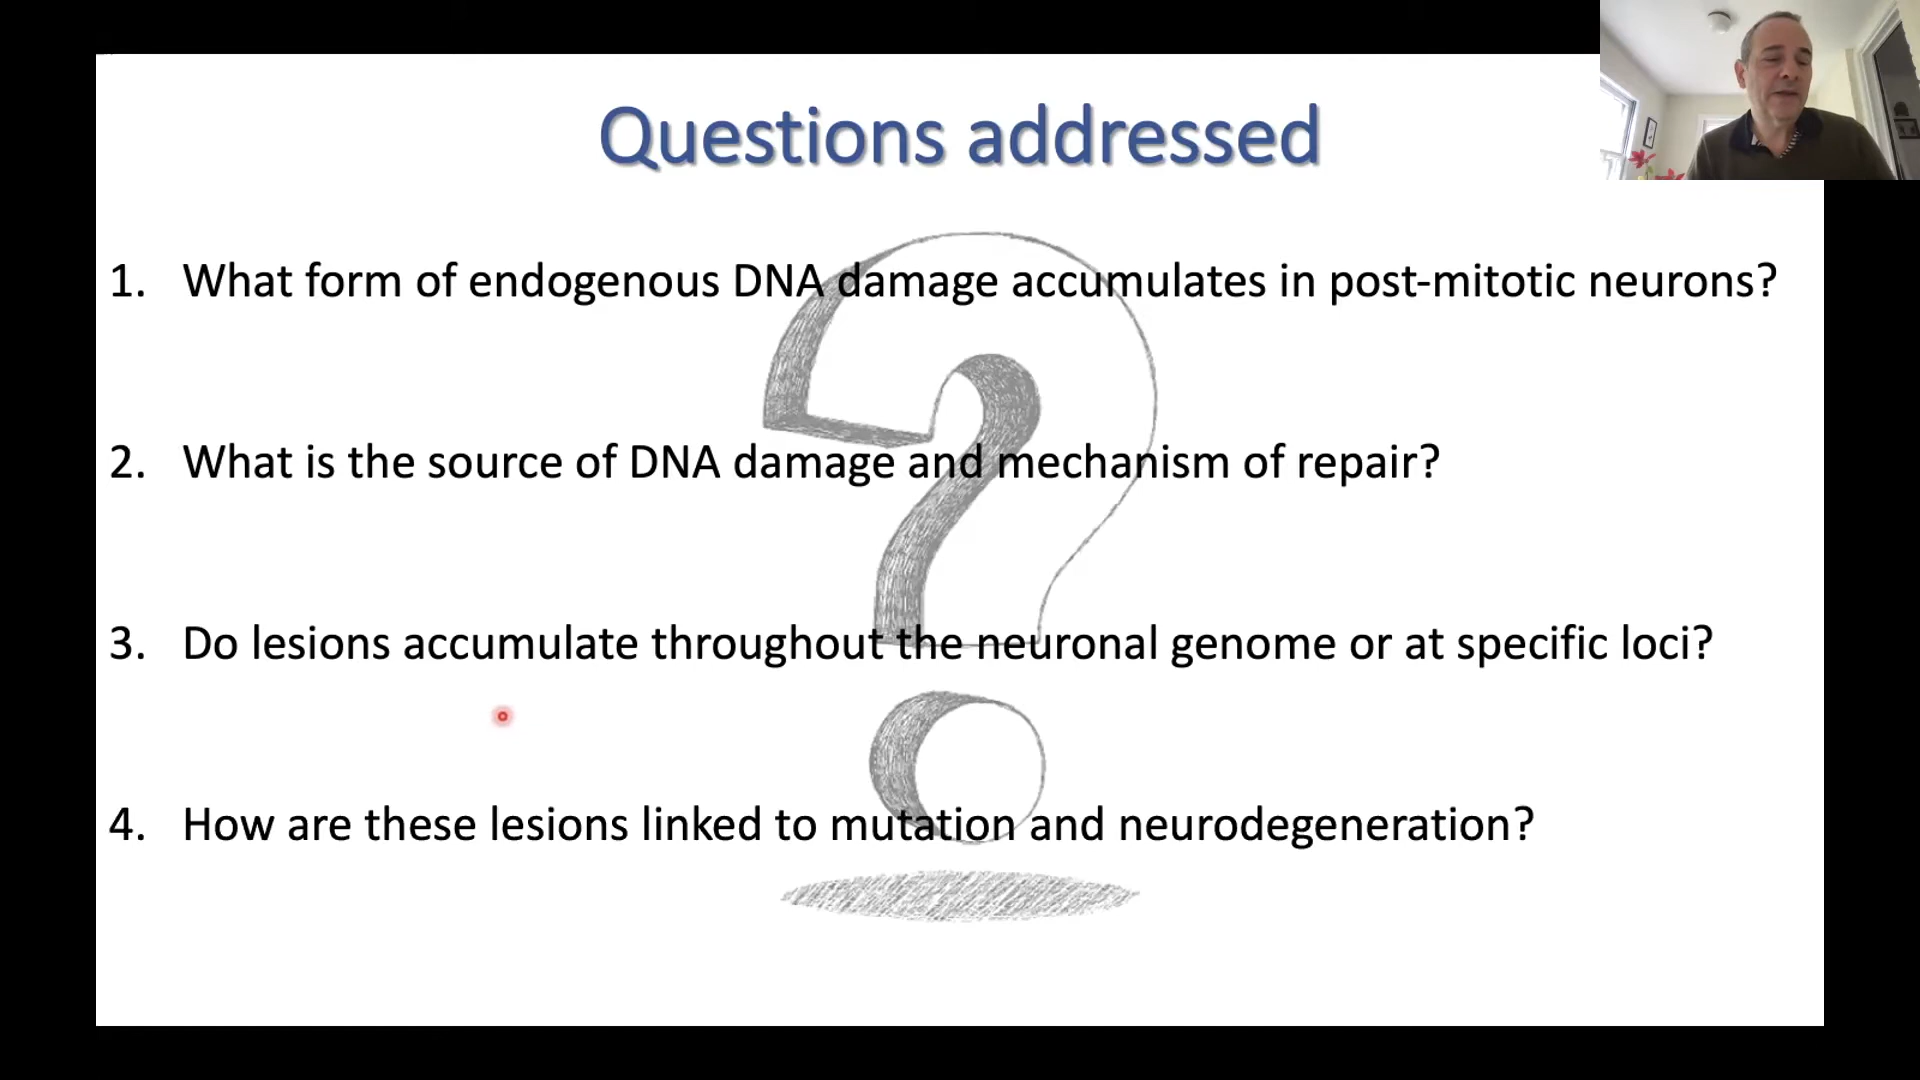 Questions addressed
1. What form of endogenous DNA damage accumulates in post-mitotic neurons?
2. What is the source of DNA damage and mechanism of repair?
3. Do lesions accumulate throughout the neuronal genome or at specific loci?
4. How are these lesions linked to mutation and neurodegeneration?